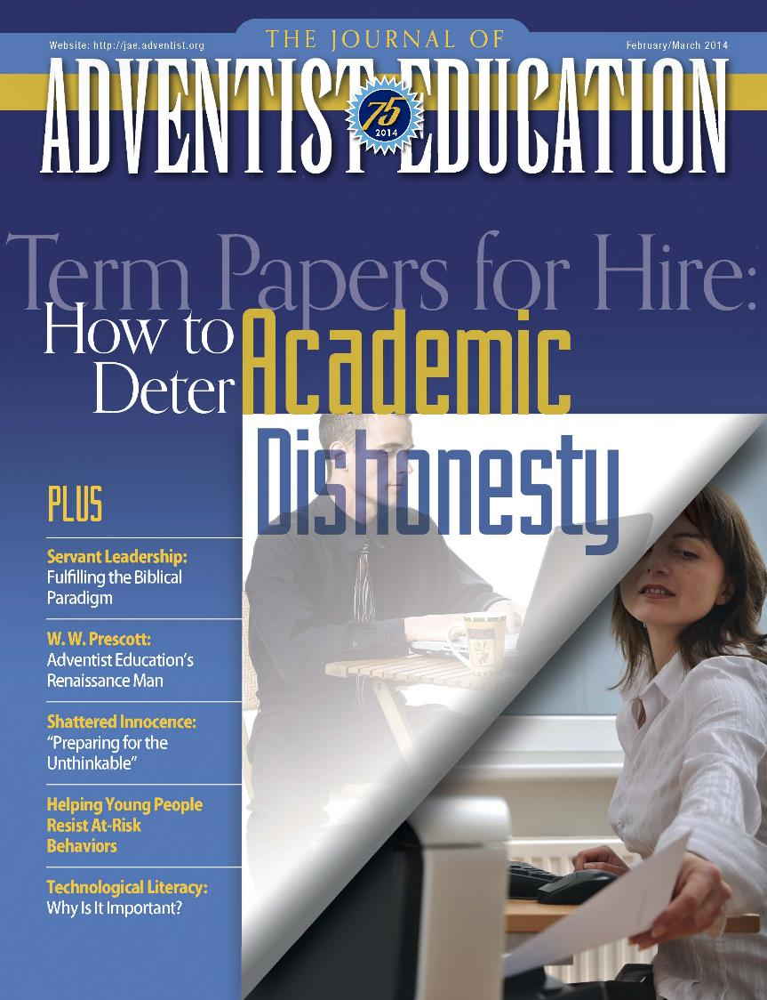 THE JOURNAL OF
Website: http://jae.adventist.org
February/March 2014
ADVENTIST EDUCATION
75
2014
Term Papers for Hire:
How to
Deter Academic
Dishonesty
PLUS
Servant Leadership:
Fulfilling the Biblical
Paradigm
W. W. Prescott:
Adventist Education’s
Renaissance Man
Shattered Innocence:
“Preparing for the
Unthinkable”
Helping Young People
Resist At-Risk
Behaviors
Technological Literacy:
Why Is It Important?